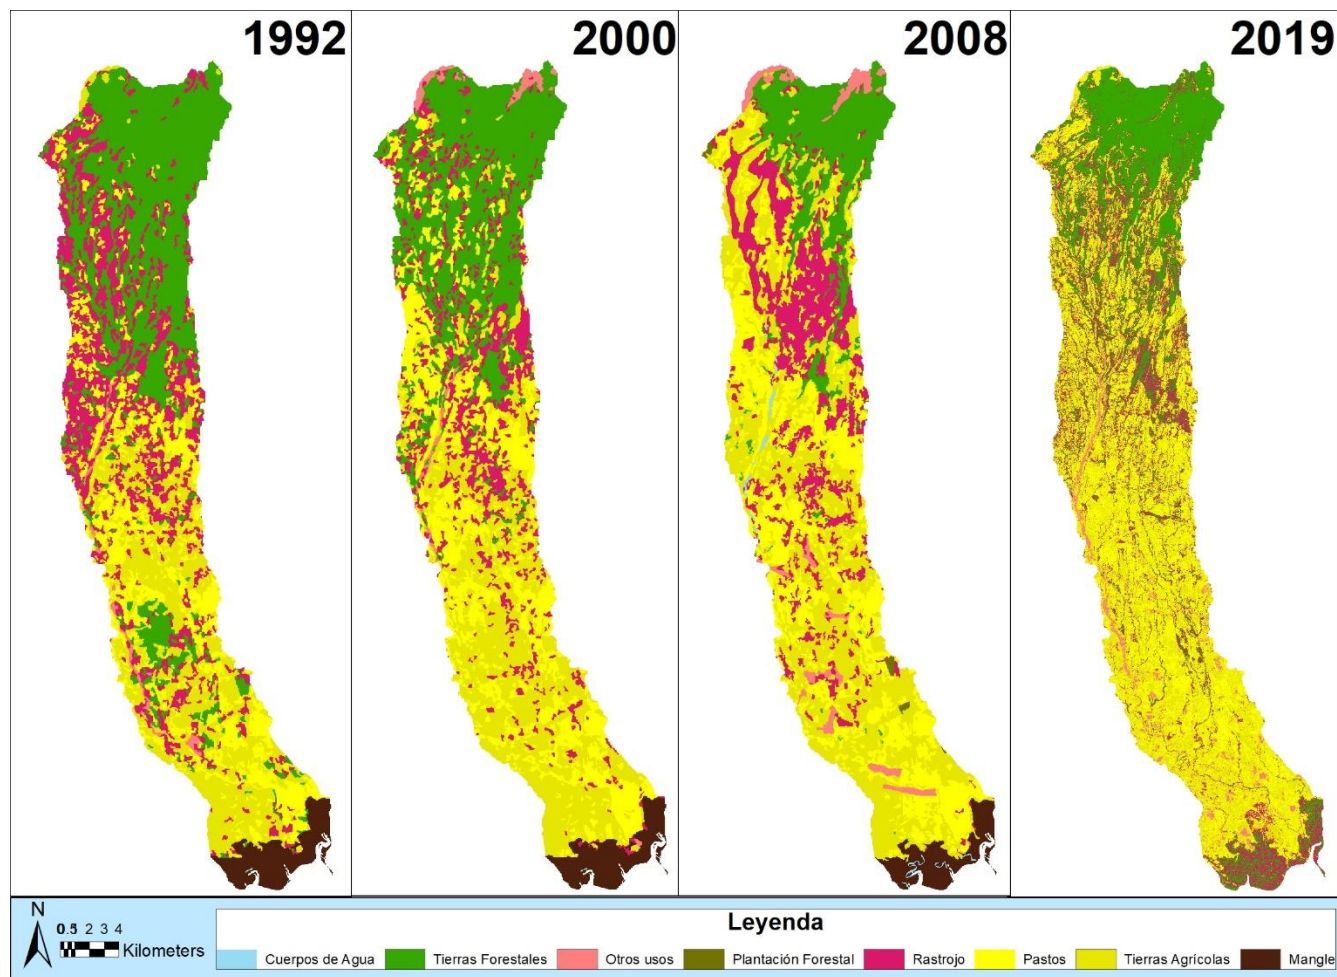 1992
2000
2008
2019
N
0.5 1 2 3 4
Kilometers
Leyenda
Cuerpos de Agua
Tierras Forestales
Otros usos
Plantación Forestal
Rastrojo
Pastos
Tierras Agrícolas
Mangle